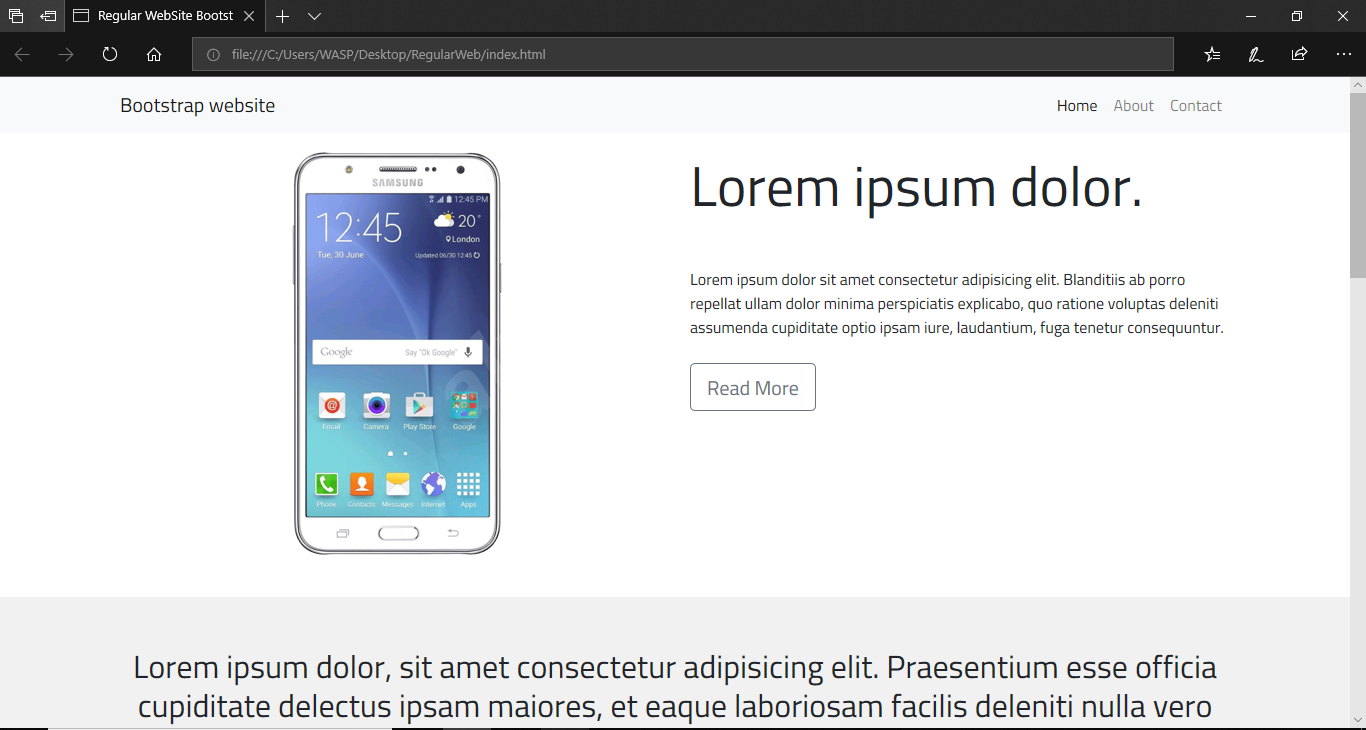 Regular WebSite Bootst
file:///C:/Users/WASP/Desktop/RegularWeb/index.html
Bootstrap website
Home About Contact
SAMSUNG
12:45 PM
12:45
20°
London
Tue, 30 June
Updated 06/30 12:45
Google
Say "Ok Google"
Email Camera Play Store Google
Phone Contacts Messages Internet Apps
Lorem ipsum dolor.
Lorem ipsum dolor sit amet consectetur adipisicing elit. Blanditiis ab porro
repellat ullam dolor minima perspiciatis explicabo, quo ratione voluptas deleniti
assumenda cupiditate optio ipsam iure, laudantium, fuga tenetur consequuntur.
Read More
Lorem ipsum dolor, sit amet consectetur adipisicing elit. Praesentium esse officia
cupiditate delectus ipsam maiores, et eaque laboriosam facilis deleniti nulla vero